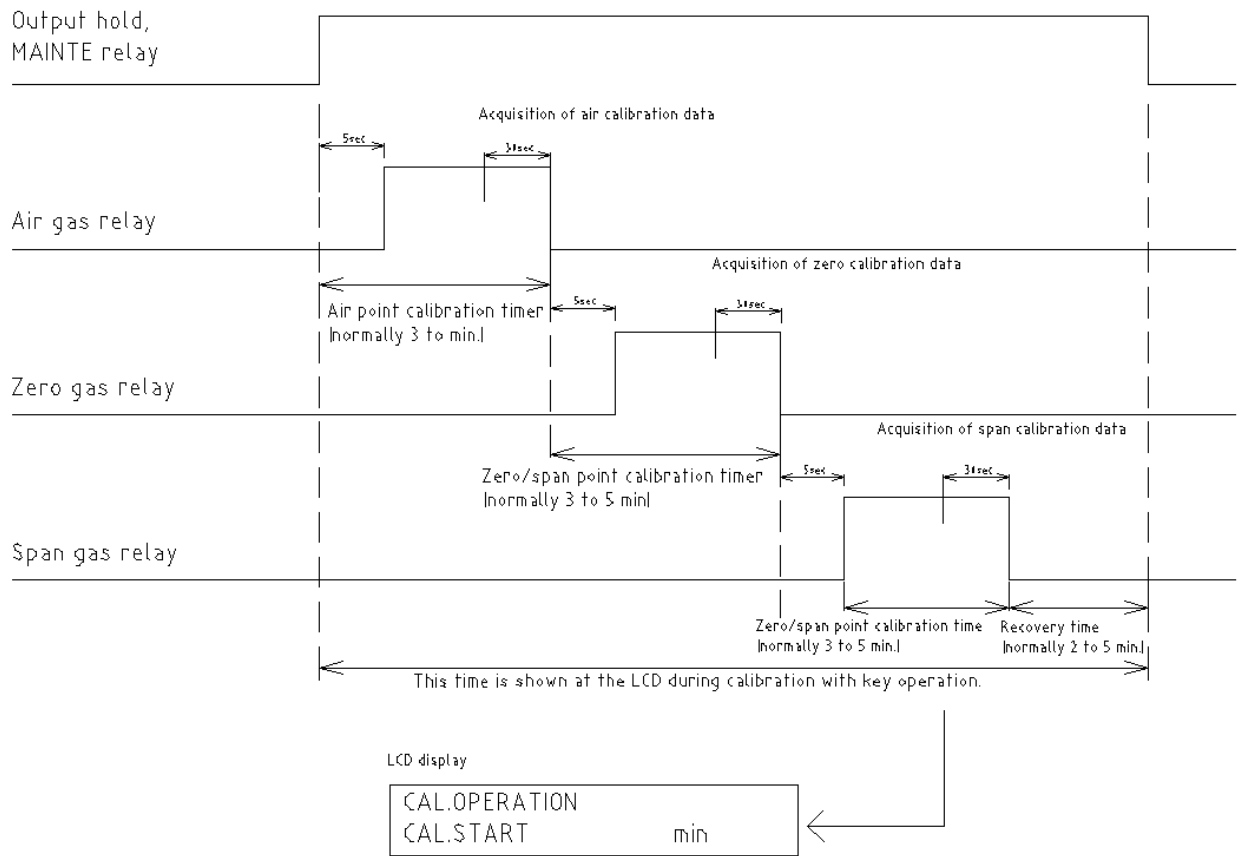 Output hold,
MAINTE relay
Acquisition of air calibration data
5sec
30sec
Air gas relay
Acquisition of zero calibration data
5sec
30sec
Air point calibration timer
(normally 3 to min.)
Zero gas relay
Acquisition of span calibration data
Zero/span point calibration timer
(normally 3 to 5 min)
5sec
30sec
Span gas relay
Zero/span point calibration time
(normally 3 to 5 min.)
Recovery time
(normally 2 to 5 min.)
This time is shown at the LCD during calibration with key operation.
LCD display
CAL.OPERATION
CAL.START min